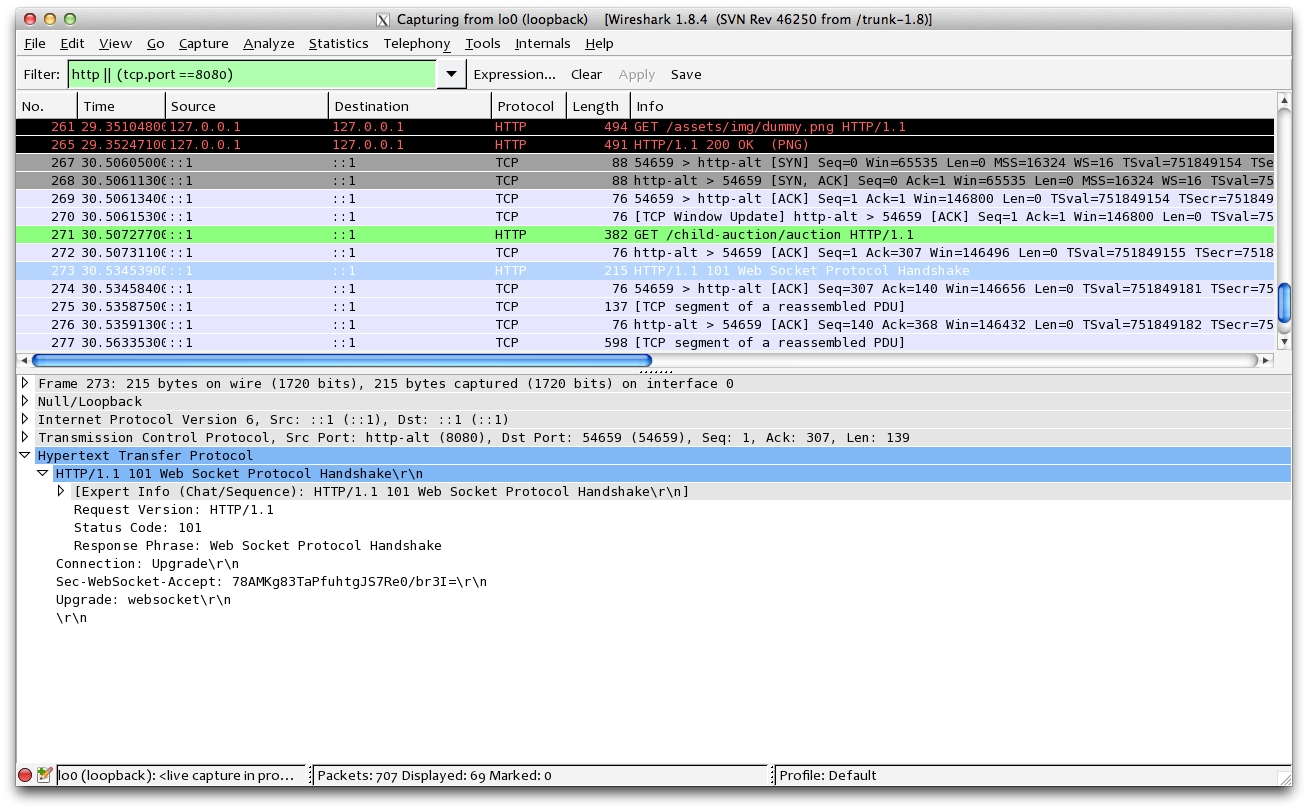 Capturing from lo0 (loopback) [Wireshark 1.8.4 (SVN Rev 46250 from /trunk-1.8)]
File Edit View Go Capture Analyze Statistics Telephony Tools Internals Help
Filter: http || (tcp.port ==8080) Expression... Clear Apply Save
No. Time Source Destination Protocol Length Info
261 29.35104800 127.0.0.1 127.0.0.1 HTTP 494 GET /assets/img/dummy.png HTTP/1.1
265 29.35247100 127.0.0.1 127.0.0.1 HTTP 491 HTTP/1.1 200 OK (PNG)
267 30.50605000 ::1 ::1 TCP 88 54659 > http-alt [SYN] Seq=0 Win=65535 Len=0 MSS=16324 WS=16 TSval=751849154 TSe
268 30.50611300 ::1 ::1 TCP 88 http-alt > 54659 [SYN, ACK] Seq=0 Ack=1 Win=65535 Len=0 MSS=16324 WS=16 TSval=75
269 30.50613400 ::1 ::1 TCP 76 54659 > http-alt [ACK] Seq=1 Ack=1 Win=146800 Len=0 TSval=751849154 TSecr=751849
270 30.50615300 ::1 ::1 TCP 76 [TCP Window Update] http-alt > 54659 [ACK] Seq=1 Ack=1 Win=146800 Len=0 TSval=75
271 30.50727700 ::1 ::1 HTTP 382 GET /child-auction/auction HTTP/1.1
272 30.50731100 ::1 ::1 TCP 76 http-alt > 54659 [ACK] Seq=1 Ack=307 Win=146496 Len=0 TSval=751849155 TSecr=7518
273 30.53453900 ::1 ::1 HTTP 215 HTTP/1.1 101 Web Socket Protocol Handshake
274 30.53458400 ::1 ::1 TCP 76 54659 > http-alt [ACK] Seq=307 Ack=140 Win=146656 Len=0 TSval=751849181 TSecr=75
275 30.53587500 ::1 ::1 TCP 137 [TCP segment of a reassembled PDU]
276 30.53591300 ::1 ::1 TCP 76 http-alt > 54659 [ACK] Seq=140 Ack=368 Win=146432 Len=0 TSval=751849182 TSecr=75
277 30.56335300 ::1 ::1 TCP 598 [TCP segment of a reassembled PDU]
Frame 273: 215 bytes on wire (1720 bits), 215 bytes captured (1720 bits) on interface 0
Null/Loopback
Internet Protocol Version 6, Src: ::1 (::1), Dst: ::1 (::1)
Transmission Control Protocol, Src Port: http-alt (8080), Dst Port: 54659 (54659), Seq: 1, Ack: 307, Len: 139
Hypertext Transfer Protocol
HTTP/1.1 101 Web Socket Protocol Handshake\r\n
[Expert Info (Chat/Sequence): HTTP/1.1 101 Web Socket Protocol Handshake\r\n]
Request Version: HTTP/1.1
Status Code: 101
Response Phrase: Web Socket Protocol Handshake
Connection: Upgrade\r\n
Sec-WebSocket-Accept: 78AMKg83TaPfuhtgJS7Re0/br3I=\r\n
Upgrade: websocket\r\n
\r\n
lo0 (loopback): <live capture in pro... Packets: 707 Displayed: 69 Marked: 0 Profile: Default